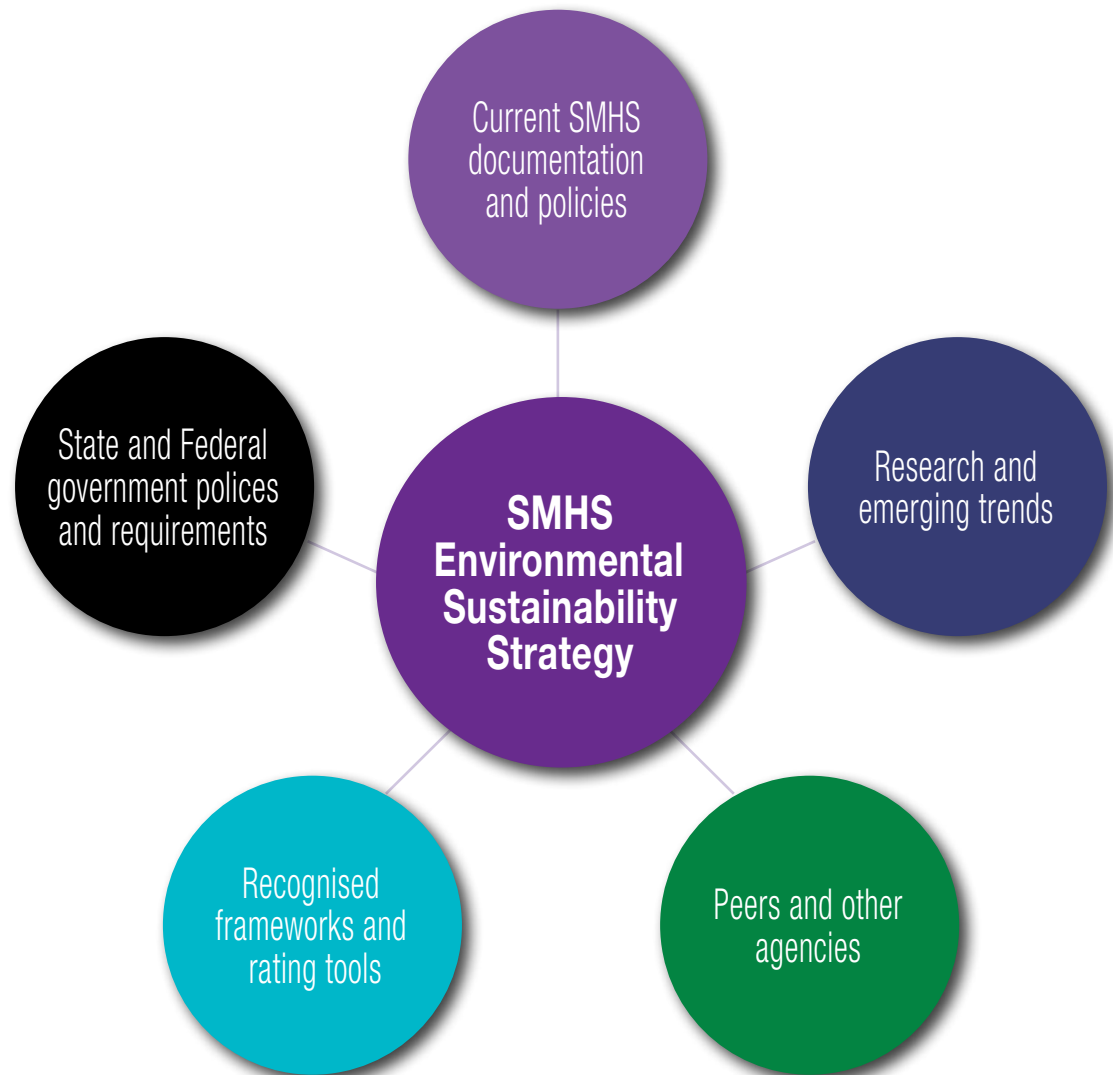 Current SMHS
documentation
and policies
State and Federal
government polices
and requirements
SMHS
Environmental
Sustainability
Strategy
Research and
emerging trends
Recognised
frameworks and
rating tools
Peers and other
agencies